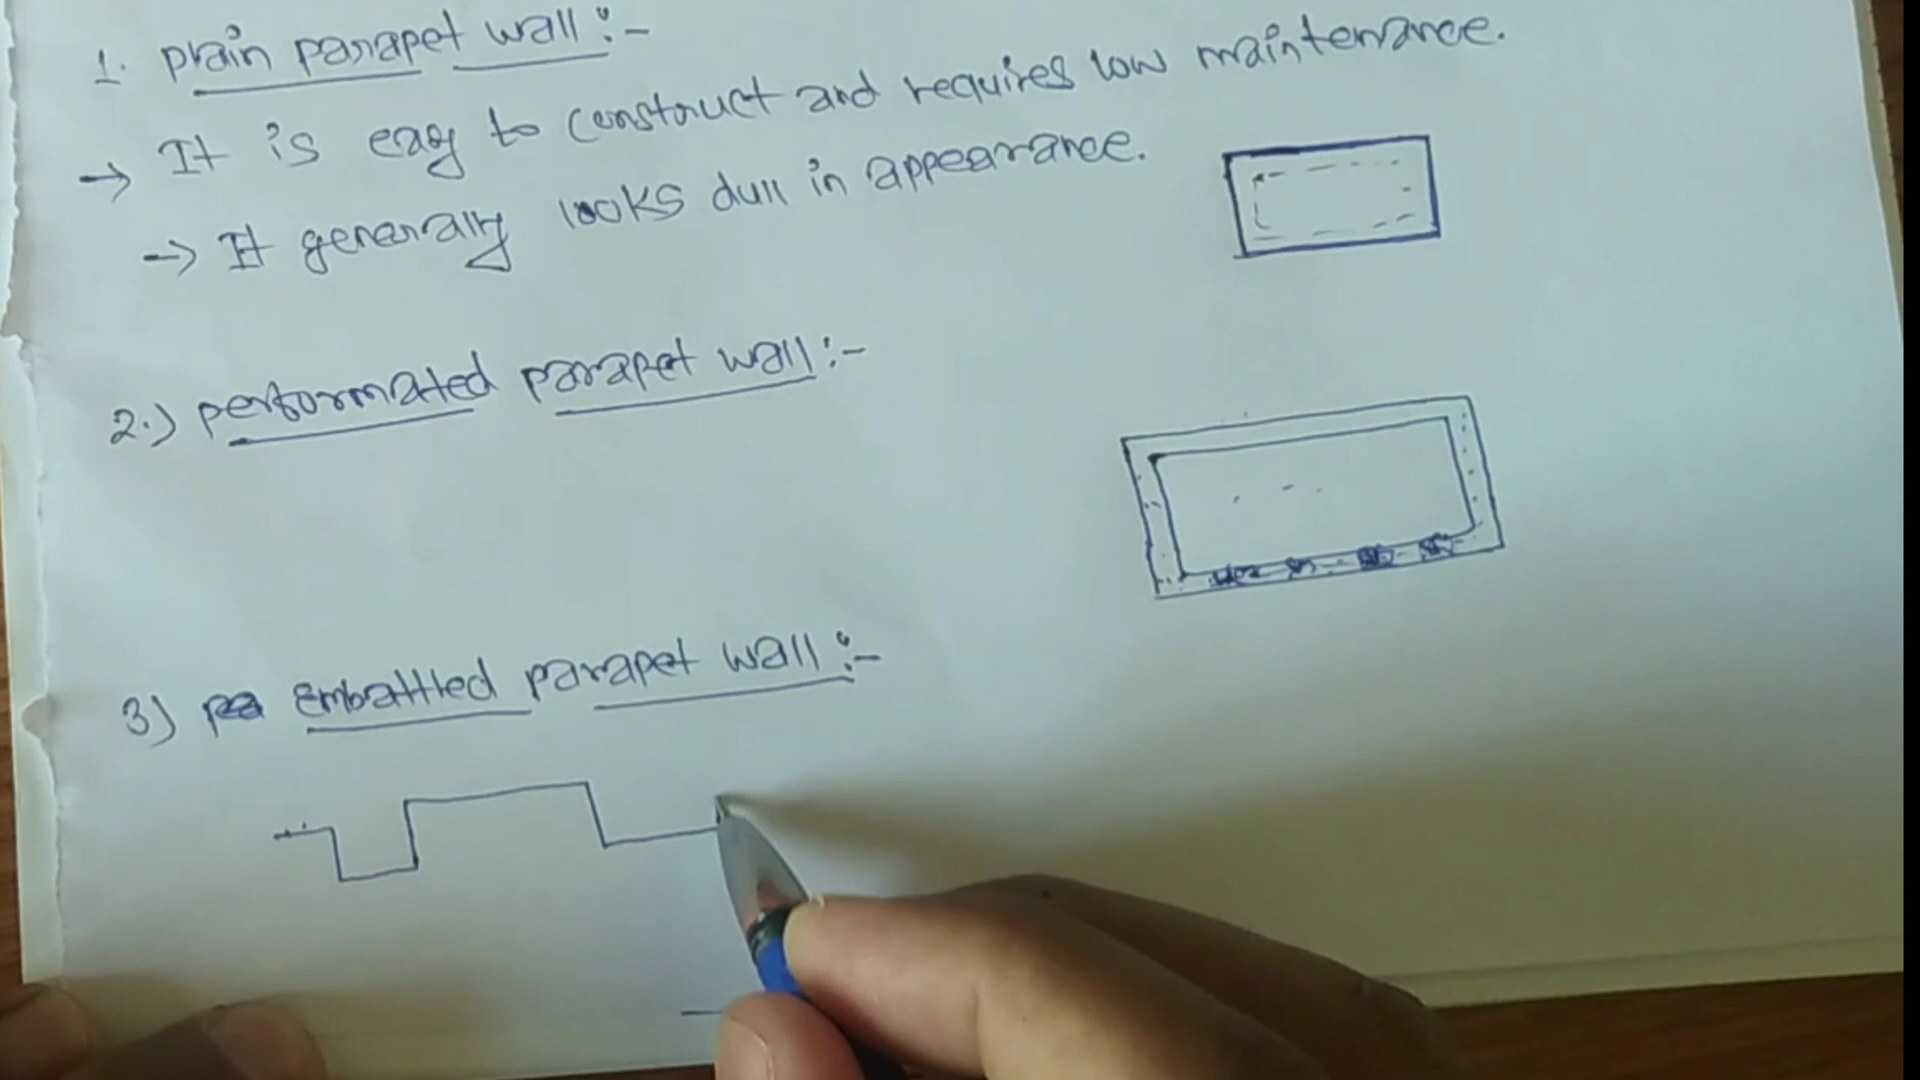 1. plain parapet wall :-
→ It is easy to construct and requires low maintenance.
→ It generally looks dull in appearance.
2.) performated parapet wall :-
3) embattled parapet wall :-